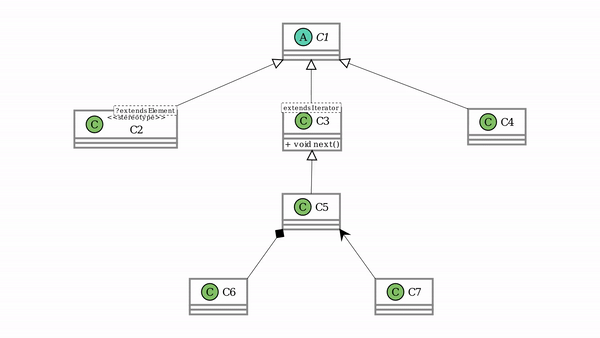 A C1
?extendsElement
<<stereotype>>
C C2
extendsIterator
C C3
+ void next()
C C4
C C5
C C6
C C7